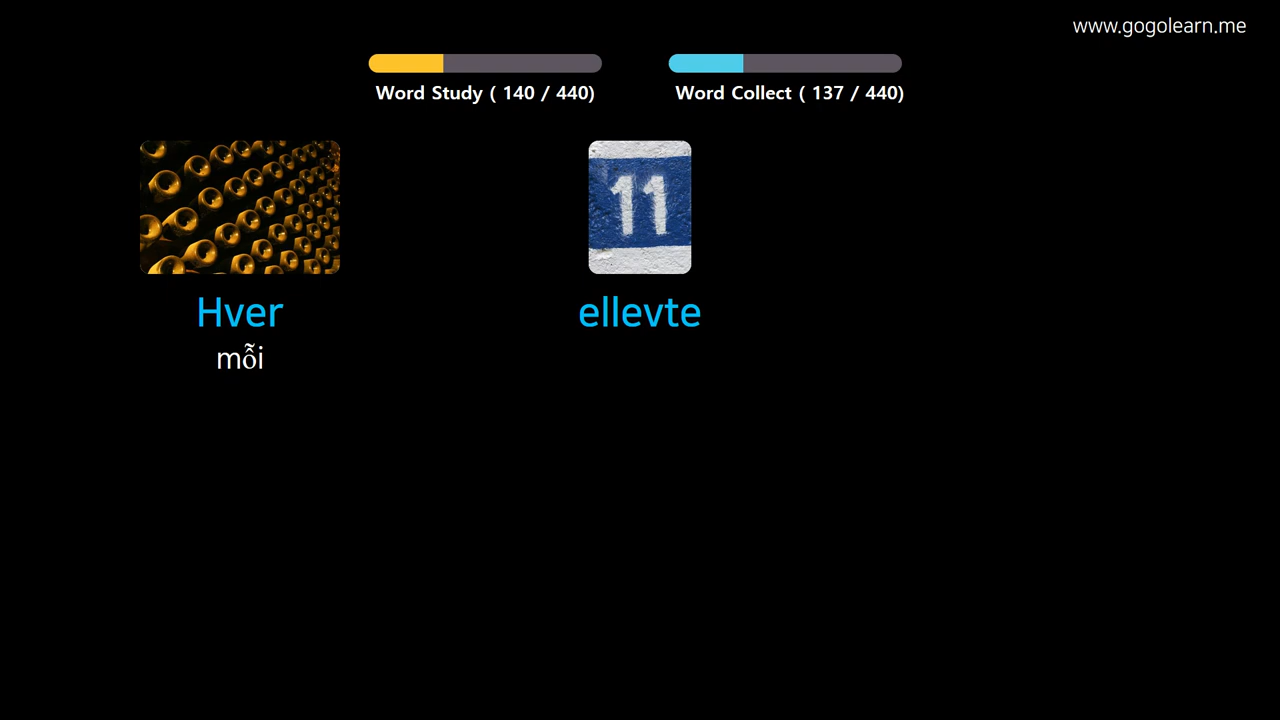 www.gogolearn.me
Word Study ( 140 / 440)
Word Collect ( 137 / 440)
11
Hver
ellevte
mỗi